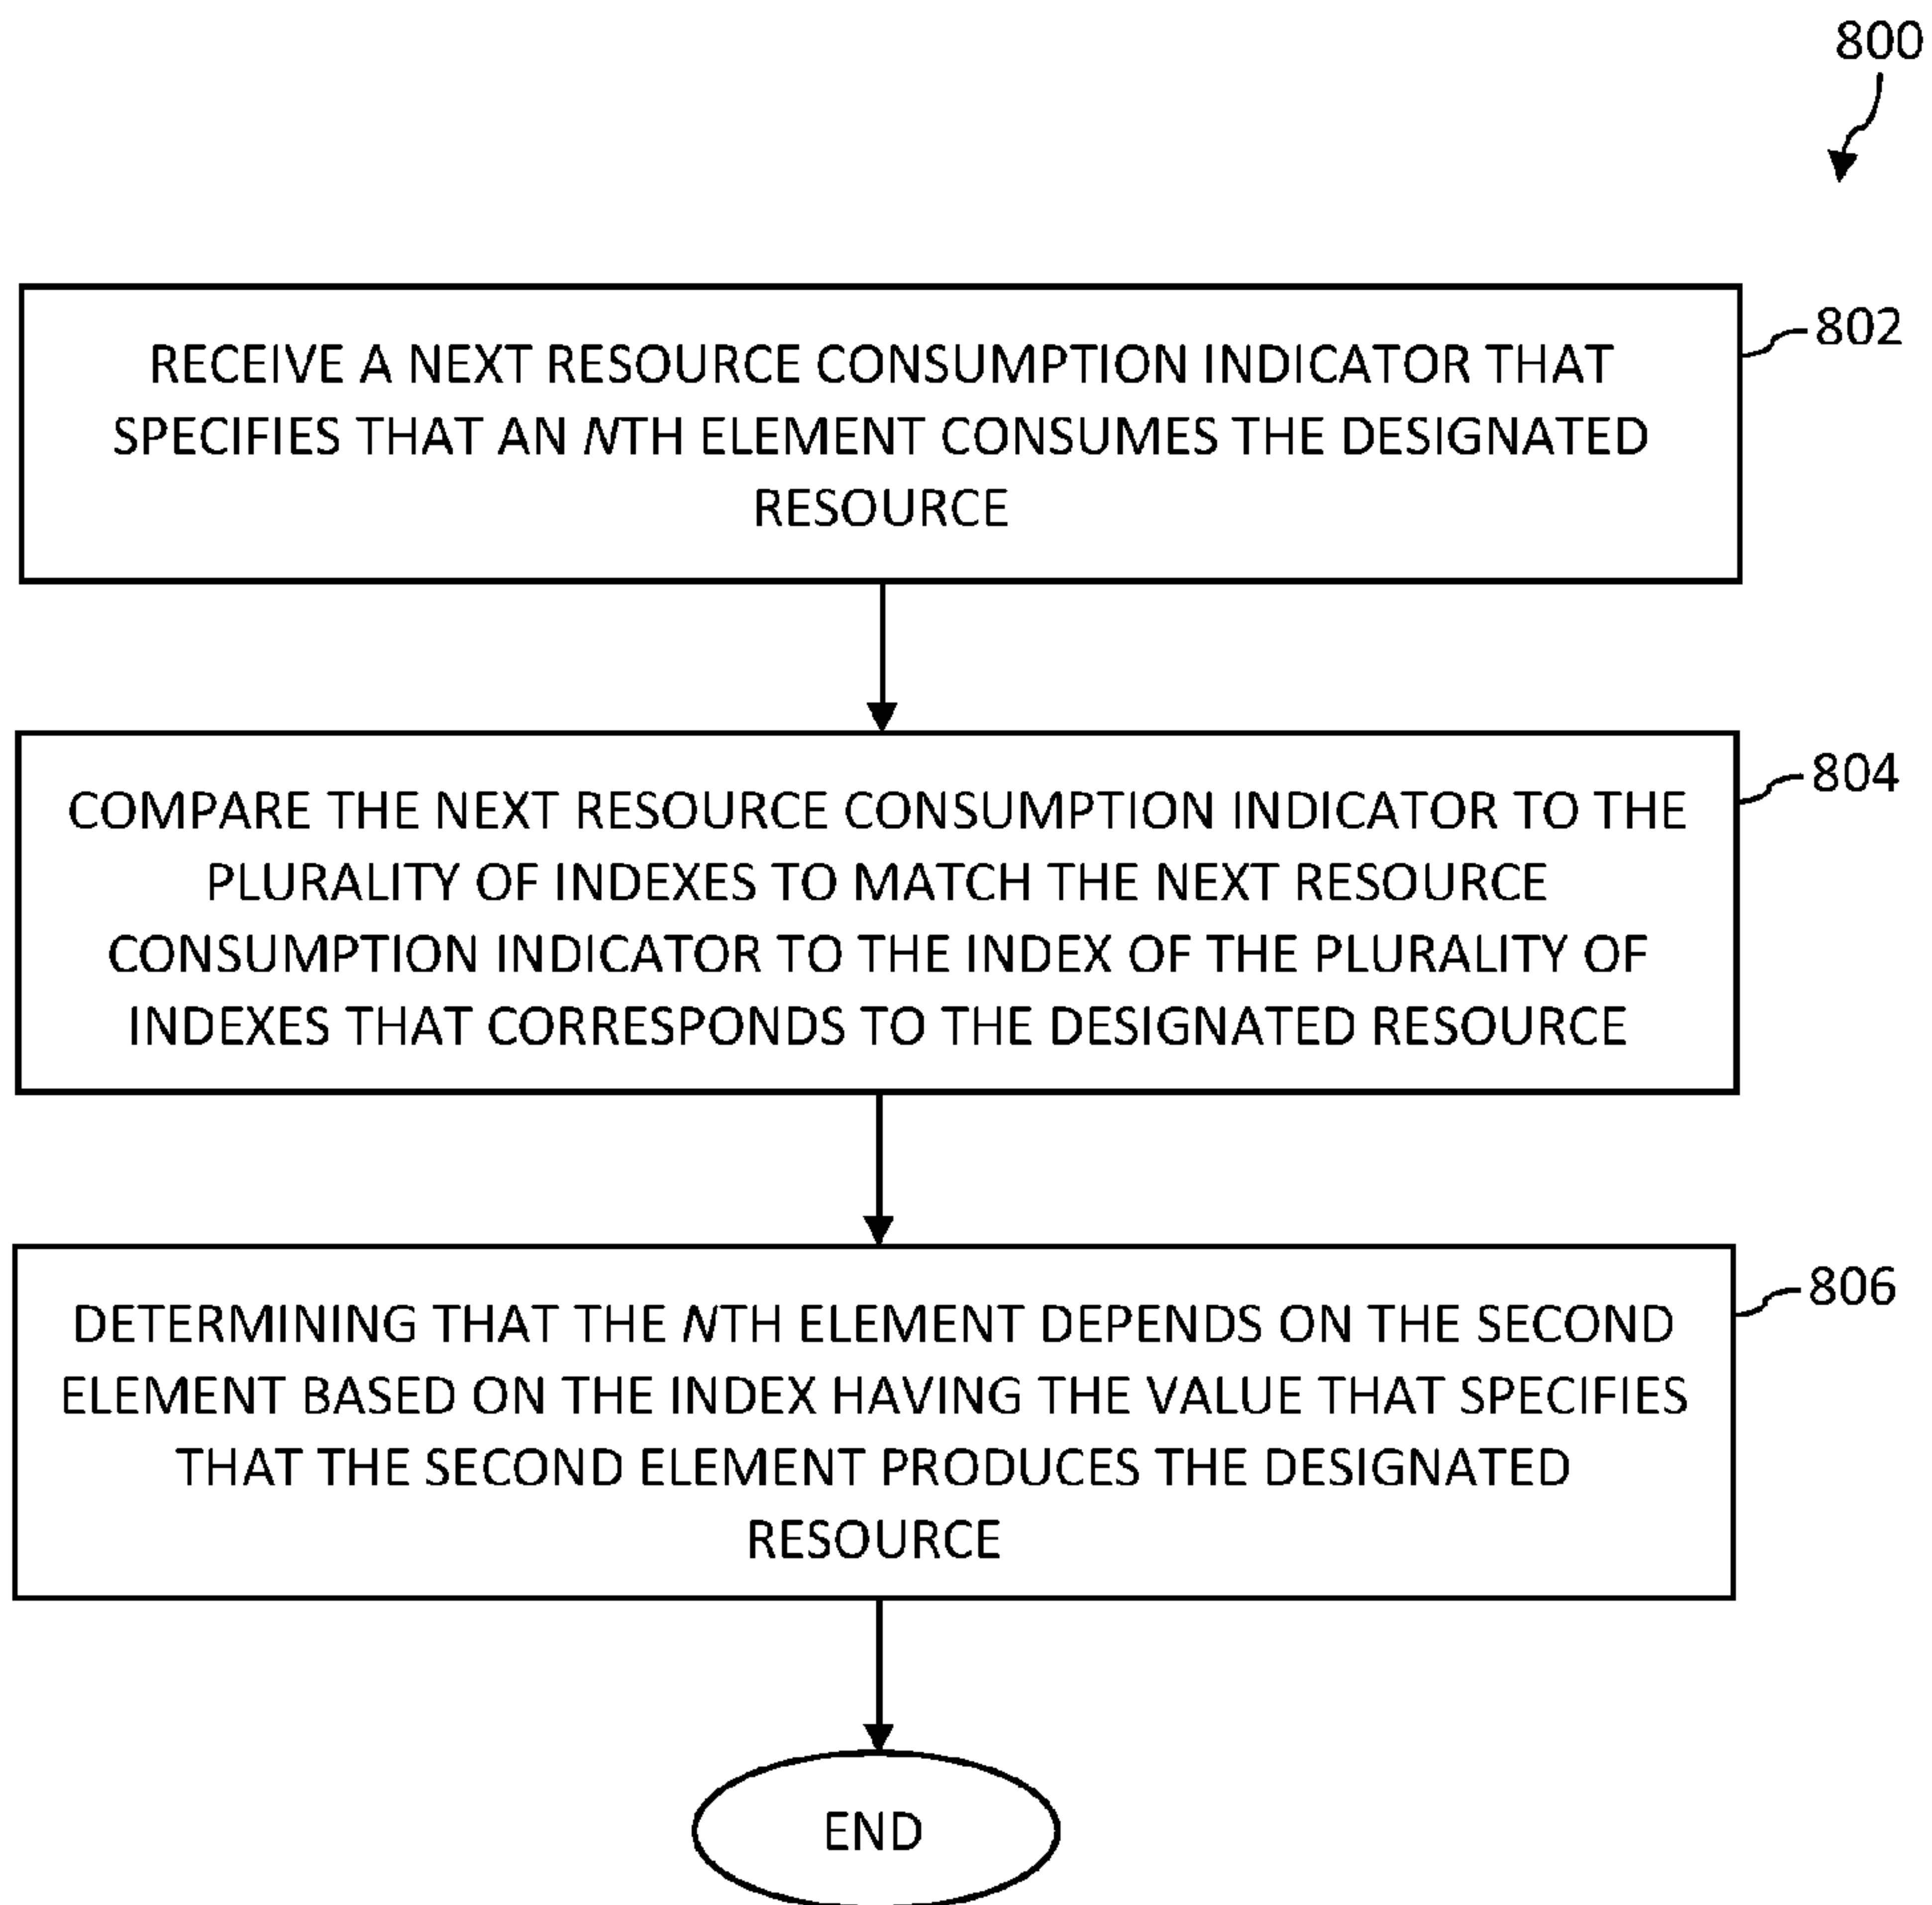 800
RECEIVE A NEXT RESOURCE CONSUMPTION INDICATOR THAT
SPECIFIES THAT AN NTH ELEMENT CONSUMES THE DESIGNATED
RESOURCE
802
COMPARE THE NEXT RESOURCE CONSUMPTION INDICATOR TO THE
PLURALITY OF INDEXES TO MATCH THE NEXT RESOURCE
CONSUMPTION INDICATOR TO THE INDEX OF THE PLURALITY OF
INDEXES THAT CORRESPONDS TO THE DESIGNATED RESOURCE
804
DETERMINING THAT THE NTH ELEMENT DEPENDS ON THE SECOND
ELEMENT BASED ON THE INDEX HAVING THE VALUE THAT SPECIFIES
THAT THE SECOND ELEMENT PRODUCES THE DESIGNATED
RESOURCE
806
END